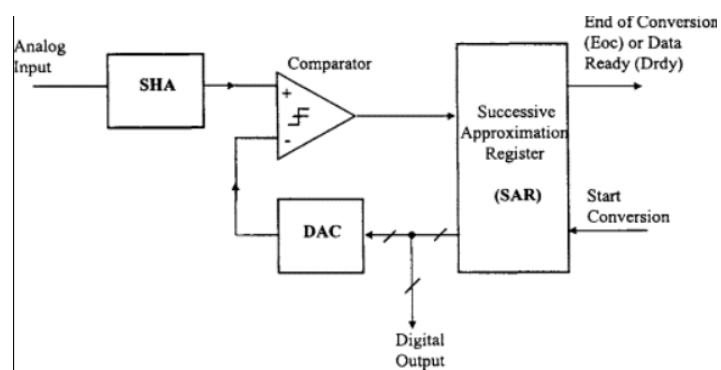 Analog
Input
SHA
Comparator
+
-
DAC
Successive
Approximation
Register
(SAR)
End of Conversion
(Eoc) or Data
Ready (Drdy)
Start
Conversion
Digital
Output